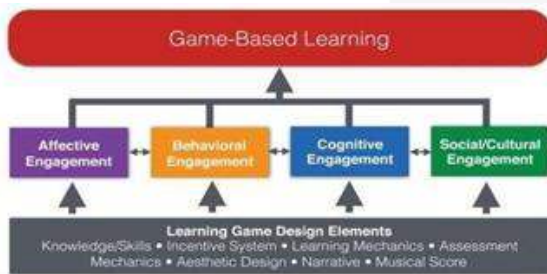 Game-Based Learning
Affective
Engagement
Behavioral
Engagement
Cognitive
Engagement
Social/Cultural
Engagement
Learning Game Design Elements
Knowledge/Skills • Incentive System • Learning Mechanics • Assessment
Mechanics • Aesthetic Design • Narrative • Musical Score